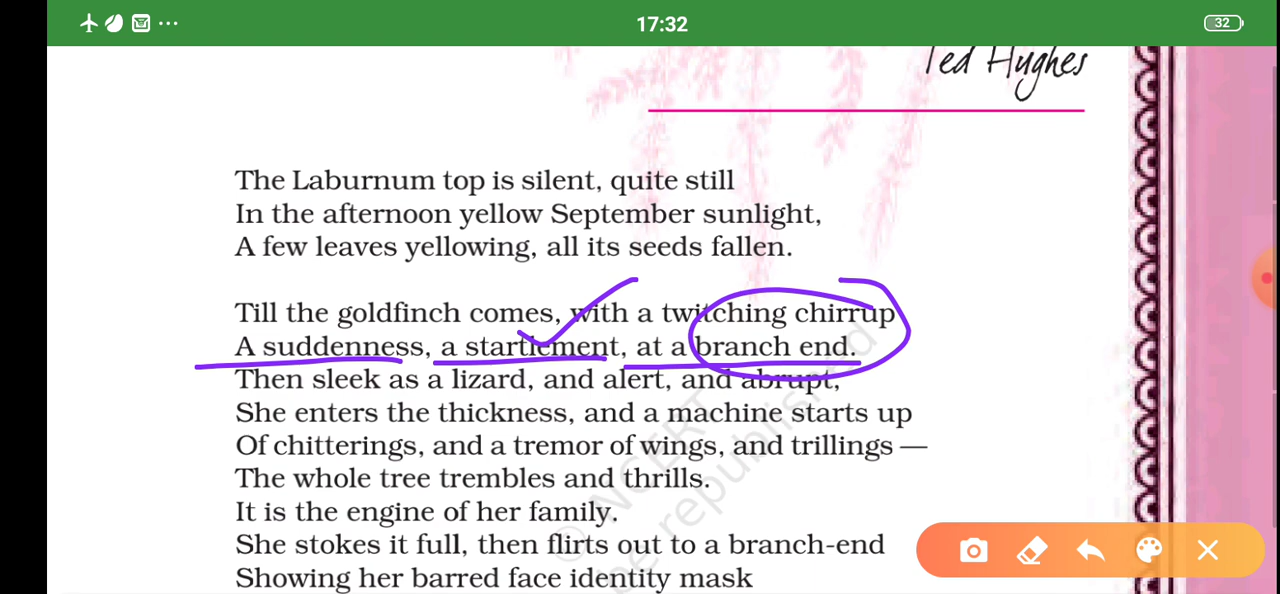 17:32
32
Ted Hughes
The Laburnum top is silent, quite still
In the afternoon yellow September sunlight,
A few leaves yellowing, all its seeds fallen.
Till the goldfinch comes, with a twitching chirrup
A suddenness, a startlement, at a branch end.
Then sleek as a lizard, and alert, and abrupt,
She enters the thickness, and a machine starts up
Of chitterings, and a tremor of wings, and trillings —
The whole tree trembles and thrills.
It is the engine of her family.
She stokes it full, then flirts out to a branch-end
Showing her barred face identity mask
© NCERT
be republished